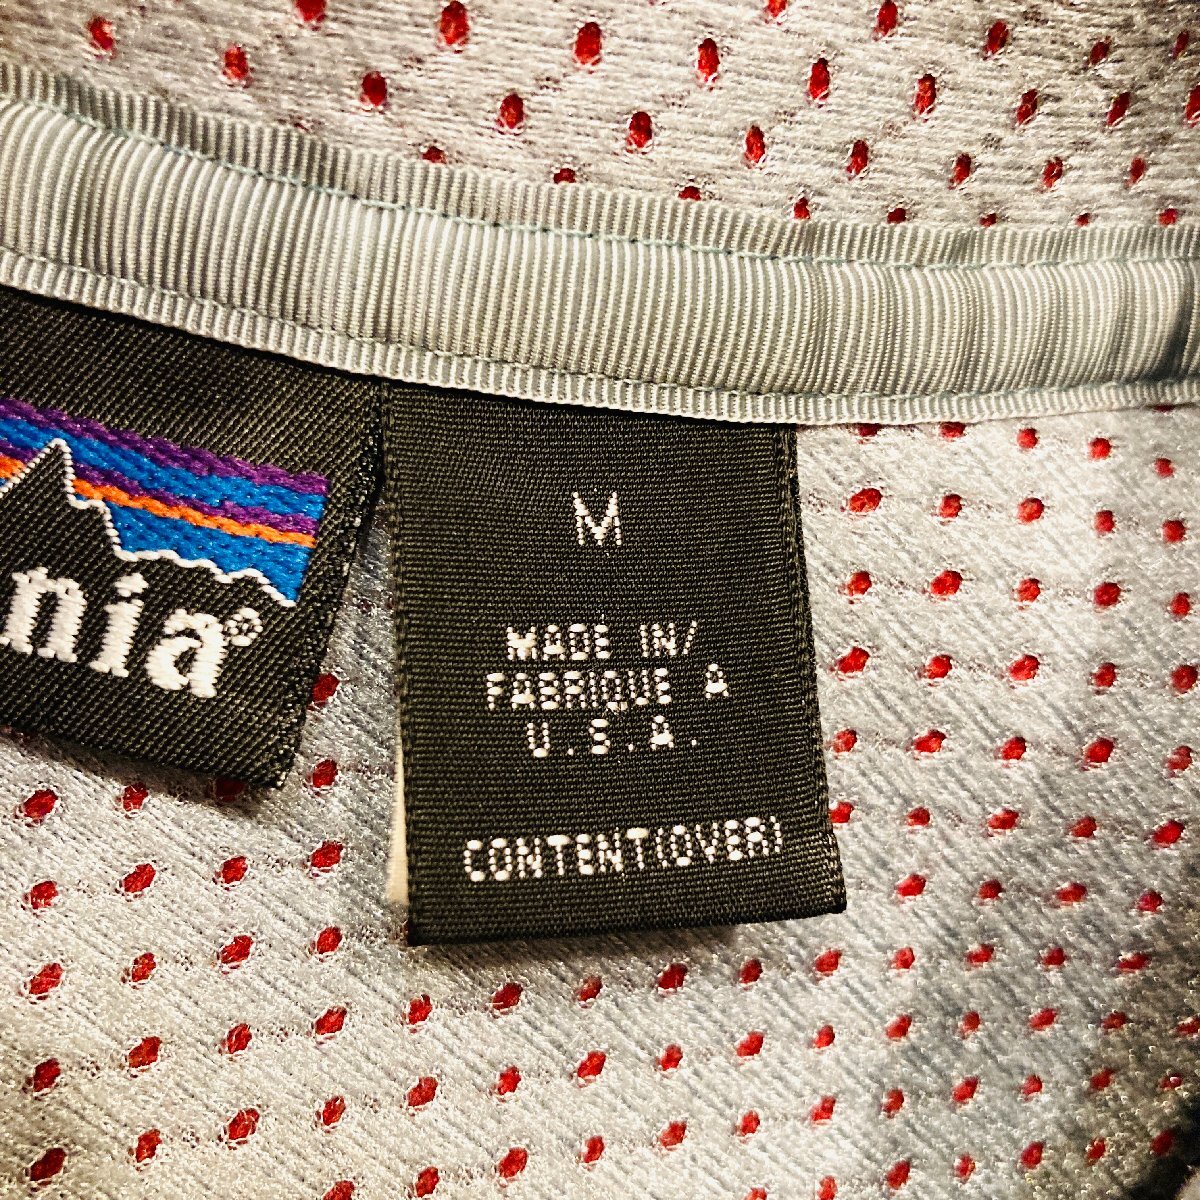 nia®
M
MADE IN/
FABRIQUE A
U.S.A.
CONTENT(OVER)